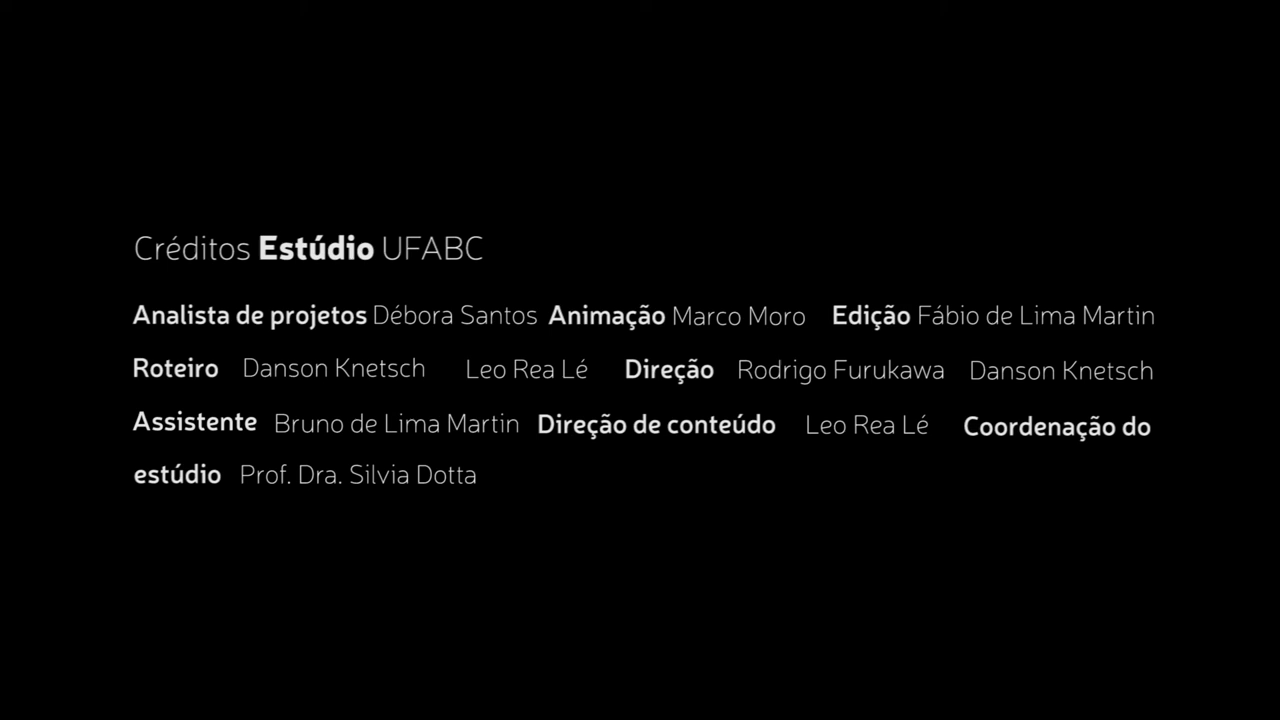 Créditos Estúdio UFABC
Analista de projetos Débora Santos Animação Marco Moro Edição Fábio de Lima Martin
Roteiro Danson Knetsch Leo Rea Lé Direção Rodrigo Furukawa Danson Knetsch
Assistente Bruno de Lima Martin Direção de conteúdo Leo Rea Lé Coordenação do
estúdio Prof. Dra. Silvia Dotta